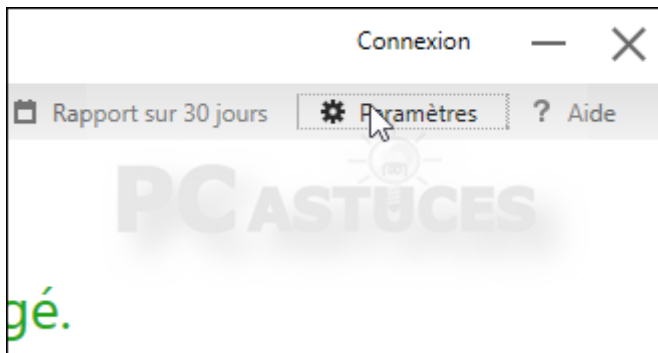 Connexion
Rapport sur 30 jours Paramètres ? Aide
PC ASTUCES
gé.